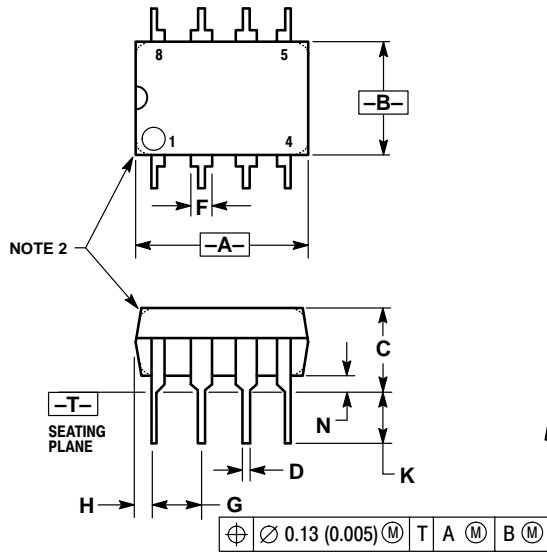 8 5
–B–
1 4
F
NOTE 2
–A–
C
–T–
N
SEATING
PLANE
D K
H G
⌖ ∅ 0.13 (0.005) Ⓜ T A Ⓜ B Ⓜ